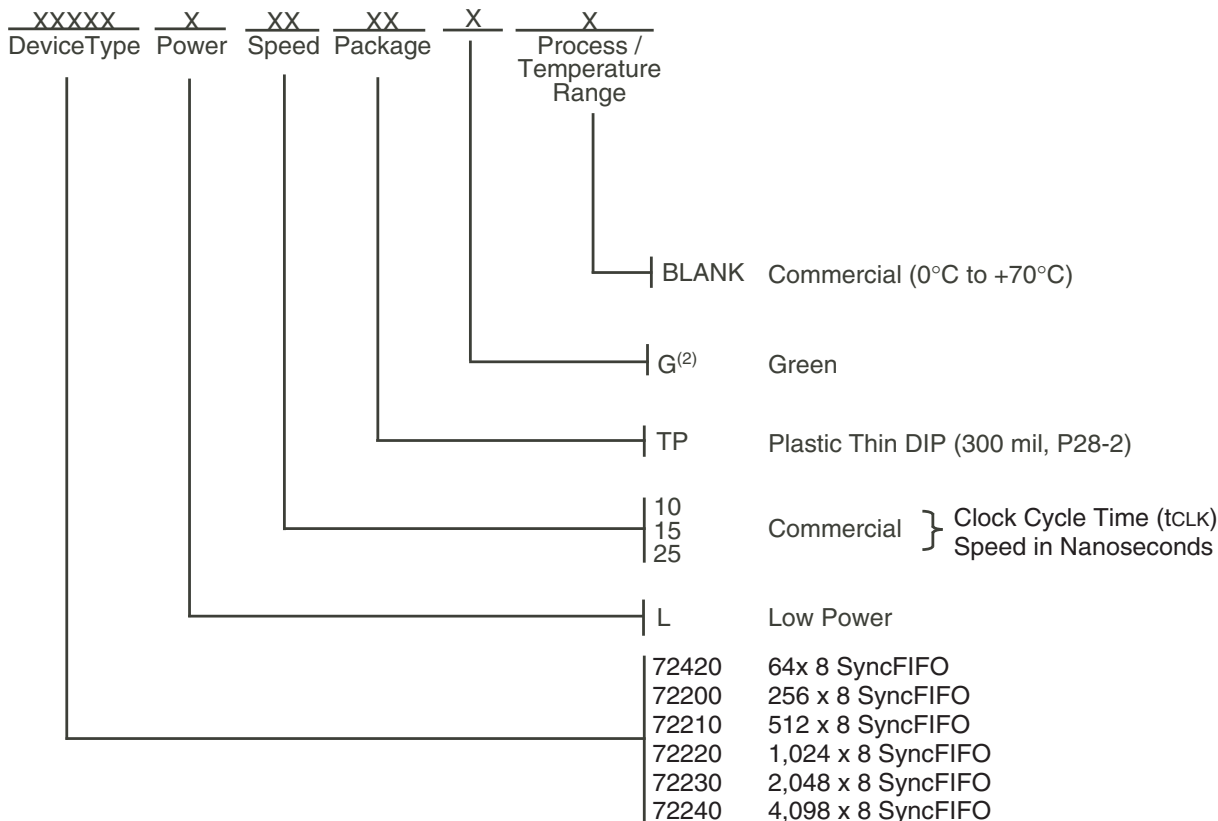 XXXXX X XX XX X X
DeviceType Power Speed Package Process /
Temperature
Range
BLANK Commercial (0°C to +70°C)
G(2) Green
TP Plastic Thin DIP (300 mil, P28-2)
10
15
25
Commercial } Clock Cycle Time (tCLK)
Speed in Nanoseconds
L Low Power
72420 64x 8 SyncFIFO
72200 256 x 8 SyncFIFO
72210 512 x 8 SyncFIFO
72220 1,024 x 8 SyncFIFO
72230 2,048 x 8 SyncFIFO
72240 4,098 x 8 SyncFIFO